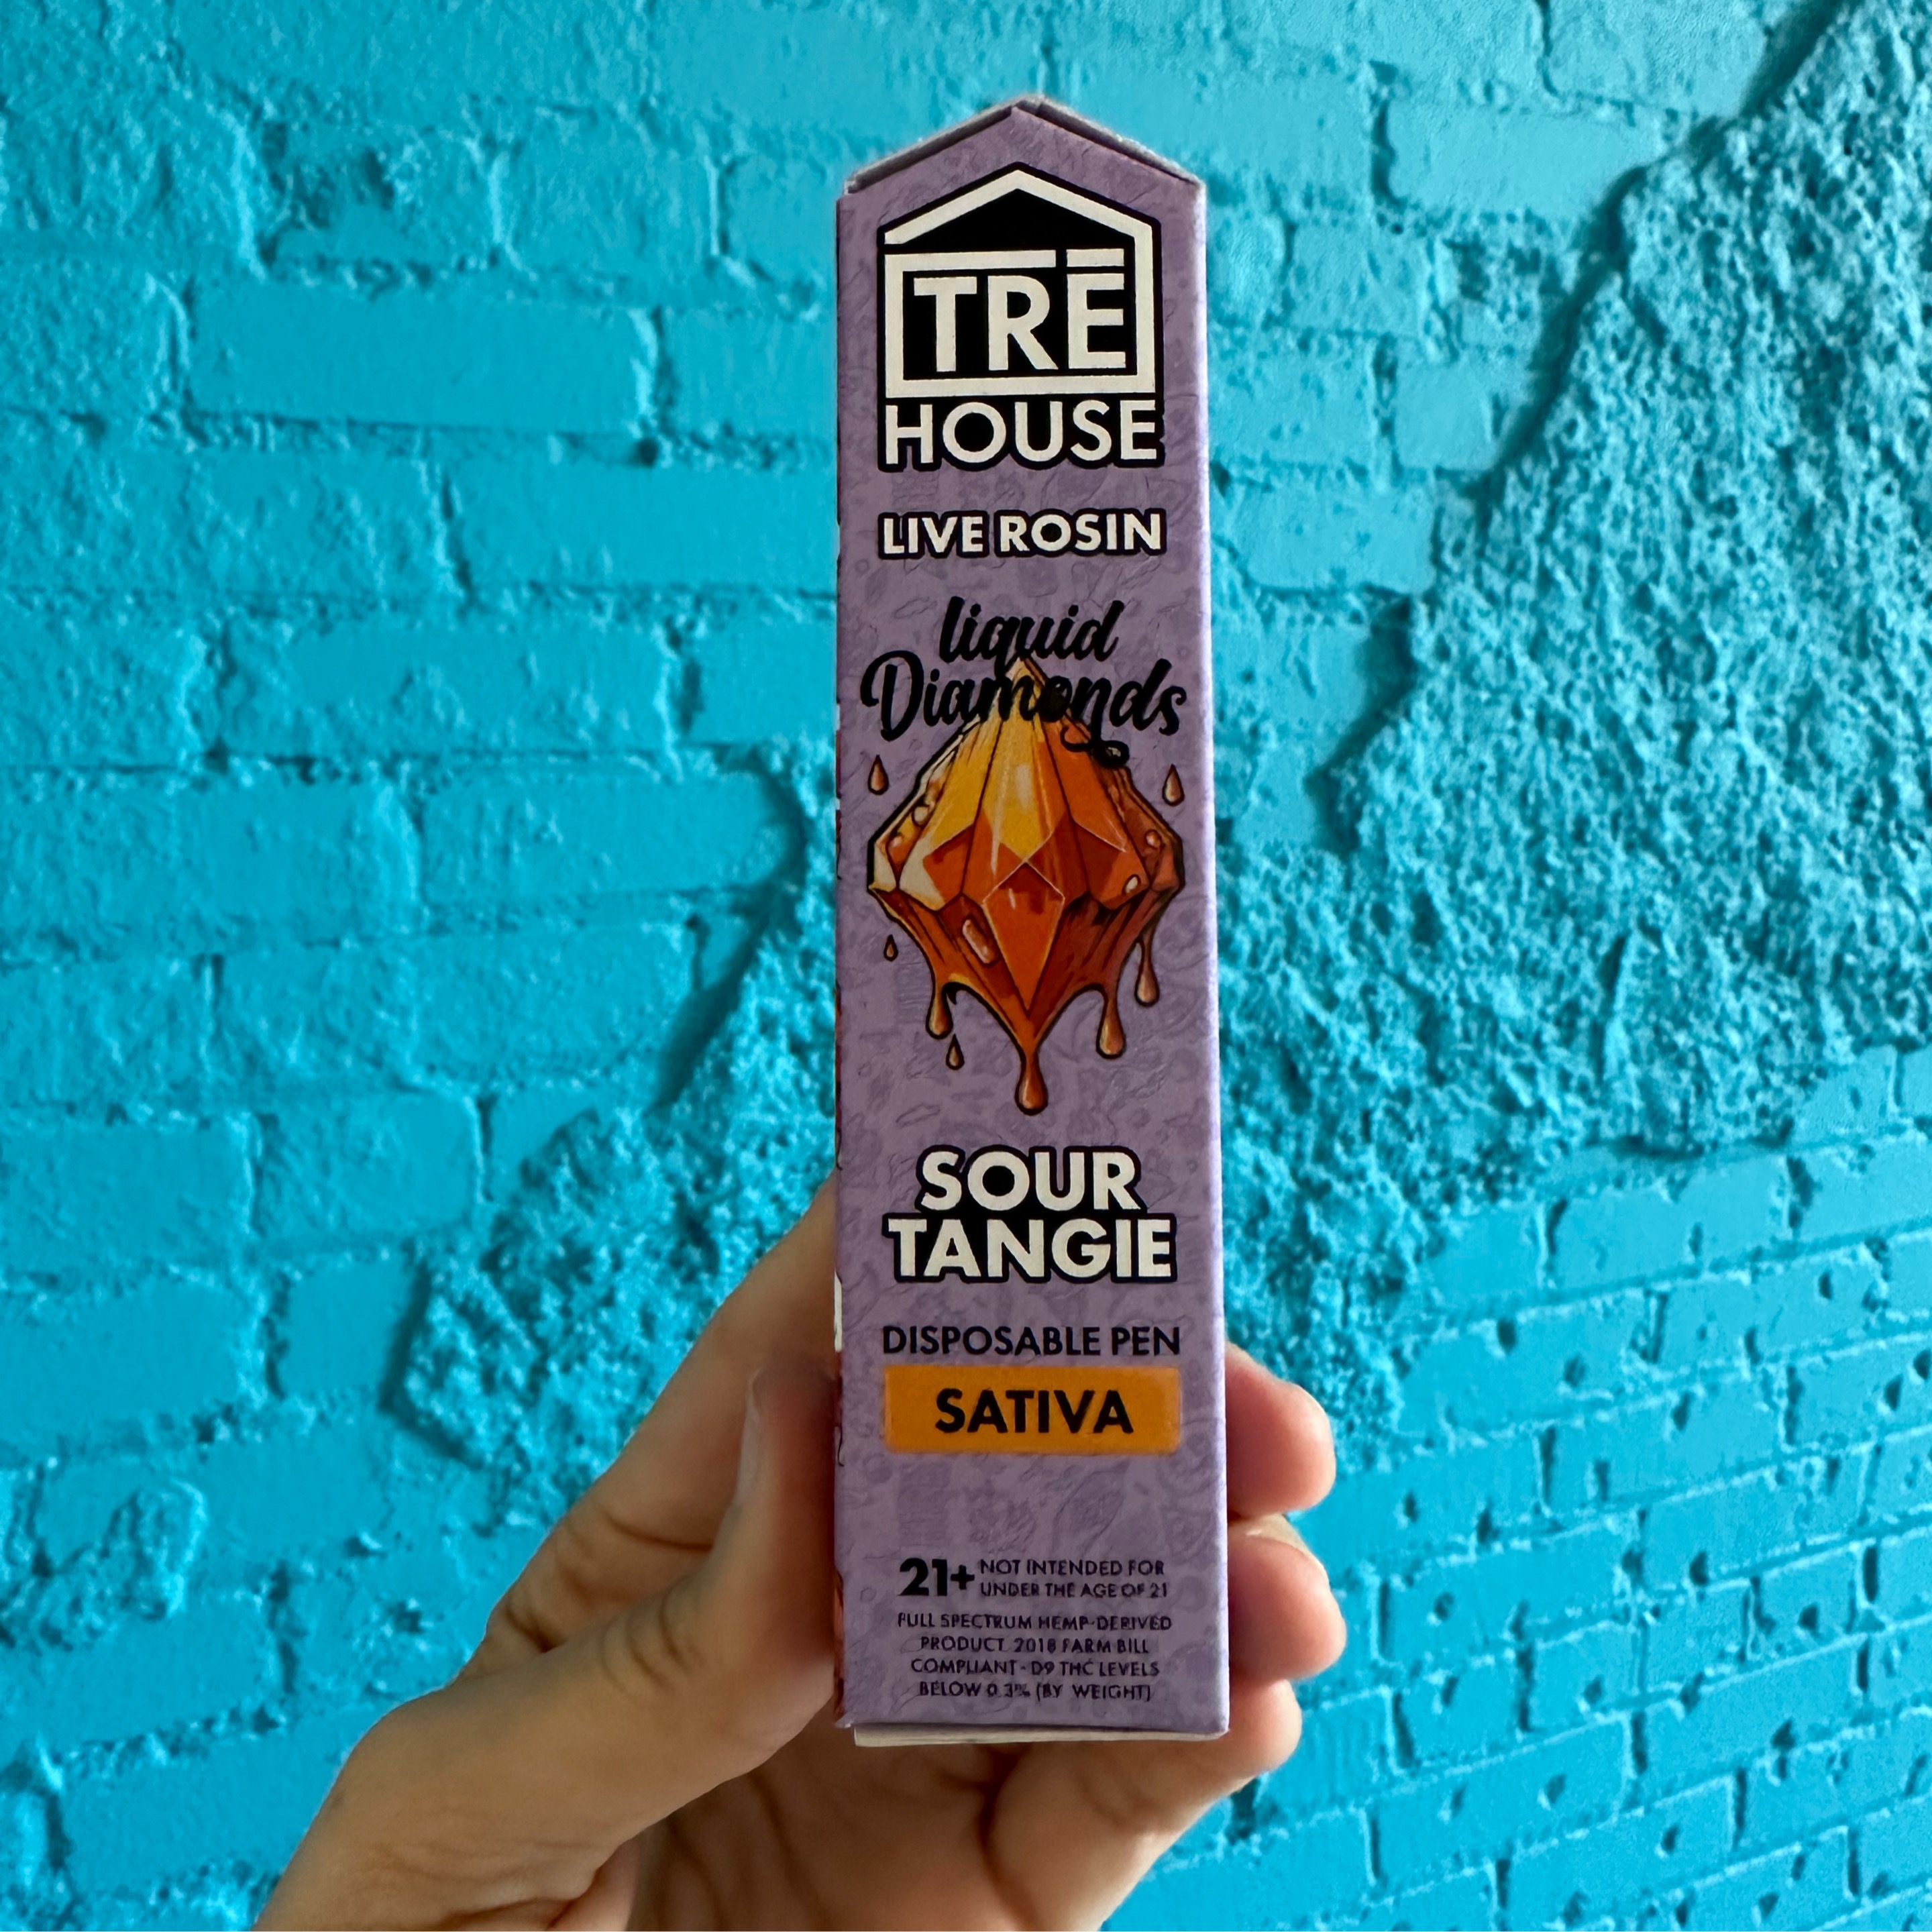 TRĒ
HOUSE
LIVE ROSIN
liquid
Diamonds
SOUR
TANGIE
DISPOSABLE PEN
SATIVA
21+ NOT INTENDED FOR
UNDER THE AGE OF 21
FULL SPECTRUM HEMP-DERIVED
PRODUCT 2018 FARM BILL
COMPLIANT - D9 THC LEVELS
BELOW 0.3% (BY WEIGHT)